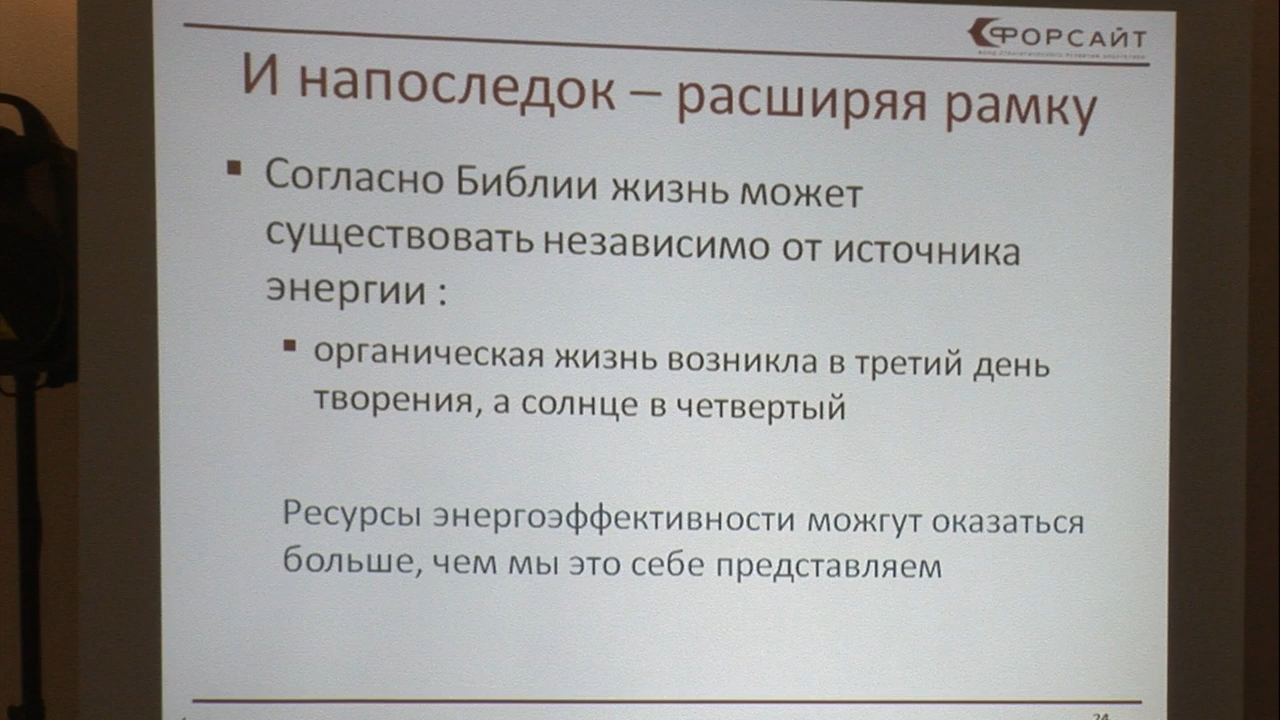 ФОРСАЙТ
И напоследок – расширяя рамку
▪ Согласно Библии жизнь может
существовать независимо от источника
энергии :
▪ органическая жизнь возникла в третий день
творения, а солнце в четвертый
Ресурсы энергоэффективности можгут оказаться
больше, чем мы это себе представляем
24